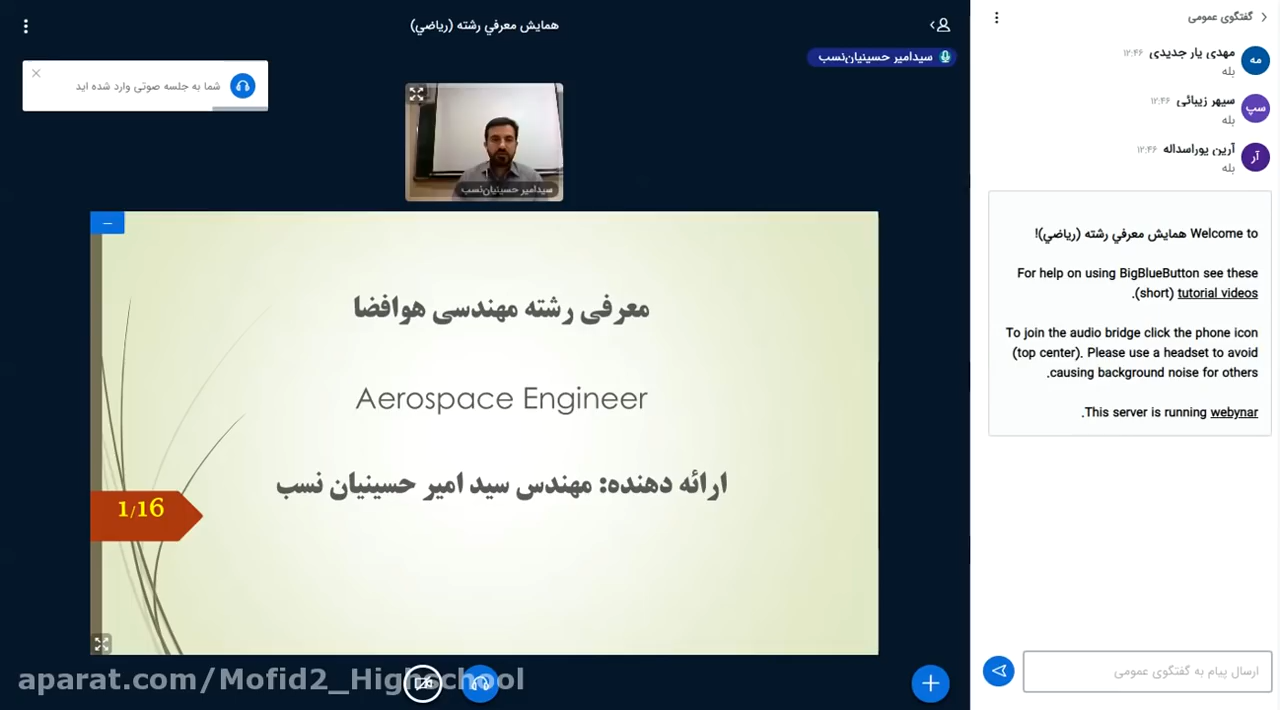 همایش معرفي رشته (ریاضي)
سیدامیر حسینیان‌نسب
شما به جلسه صوتی وارد شده اید
سیدامیر حسینیان‌نسب
معرفی رشته مهندسی هوافضا
Aerospace Engineer
ارائه دهنده: مهندس سید امیر حسینیان نسب
1/16
aparat.com/Mofid2_Highschool
گفتگوی عمومی
مه
مهدی یار جدیدی ۱۲:۴۶
بله
سپ
سپهر زیبائی ۱۲:۴۶
بله
آر
آرین پوراسداله ۱۲:۴۶
بله
Welcome to همایش معرفي رشته (ریاضي)!
For help on using BigBlueButton see these
(short) tutorial videos.
To join the audio bridge click the phone icon
(top center). Please use a headset to avoid
causing background noise for others.
This server is running webynar.
ارسال پیام به گفتگوی عمومی